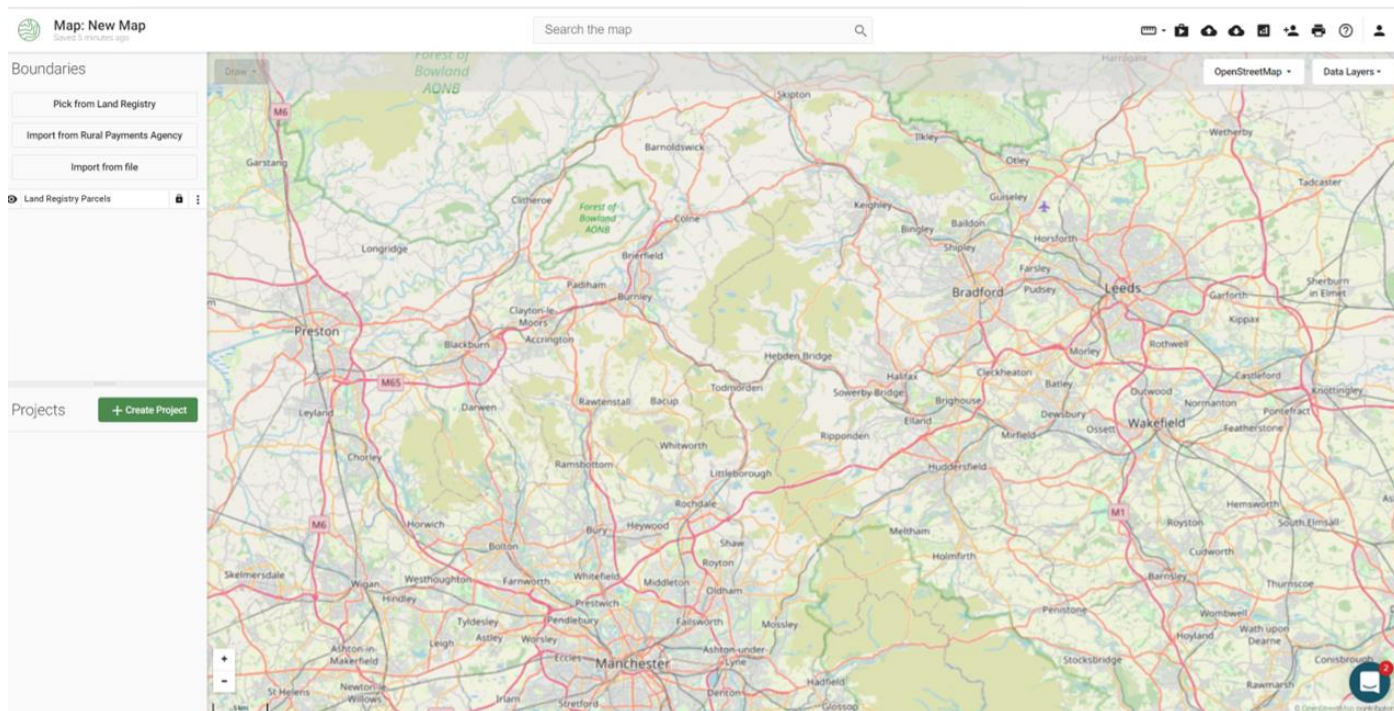 Map: New Map
Saved 5 minutes ago
Search the map
Boundaries
Pick from Land Registry
Import from Rural Payments Agency
Import from file
Land Registry Parcels
Projects
+ Create Project
Draw
OpenStreetMap
Data Layers
Forest of
Bowland
AONB
Harrogate
Skipton
M6
Wetherby
Ilkley
Barnoldswick
Otley
Garstang
Tadcaster
Guiseley
Clitheroe
Keighley
Forest of
Bowland
AONB
Colne
Baildon
Bingley
Horsforth
Shipley
Longridge
Brierfield
Farsley
Padiham
Sherburn
in Elmet
Bradford
Pudsey
Leeds
Burnley
Garforth
Clayton-le-
Moors
Kippax
Preston
Accrington
Blackburn
Rothwell
Morley
Hebden Bridge
Cleckheaton
Halifax
Castleford
M65
Batley
Todmorden
Outwood
Knottingley
Sowerby Bridge
Rawtenstall
Bacup
Brighouse
Normanton
Darwen
Pontefract
Leyland
Dewsbury
Elland
Wakefield
Ossett
Featherstone
Ripponden
Mirfield
Whitworth
Chorley
Ramsbottom
Huddersfield
Littleborough
Rochdale
Hemsworth
M1
M6
Horwich
Royston
South Elmsall
Bury
Heywood
Meltham
Shaw
Bolton
Cudworth
Holmfirth
Royton
Skelmersdale
Westhoughton
Farnworth
Whitefield
Middleton
Barnsley
Wigan
Thurnscoe
Oldham
Hindley
Prestwich
Penistone
Wombwell
Tyldesley
Pendlebury
Failsworth
Mossley
Wath upon
Dearne
Astley
Worsley
Hoyland
Leigh
Ashton-in-
Makerfield
Ashton-under-
Lyne
Eccles
Manchester
Stocksbridge
Conisbrough
Hadfield
Rawmarsh
St Helens
Newton-le-
Willows
Irlam
Stretford
Denton
Glossop
+
-
5 km
2
© OpenStreetMap contributors